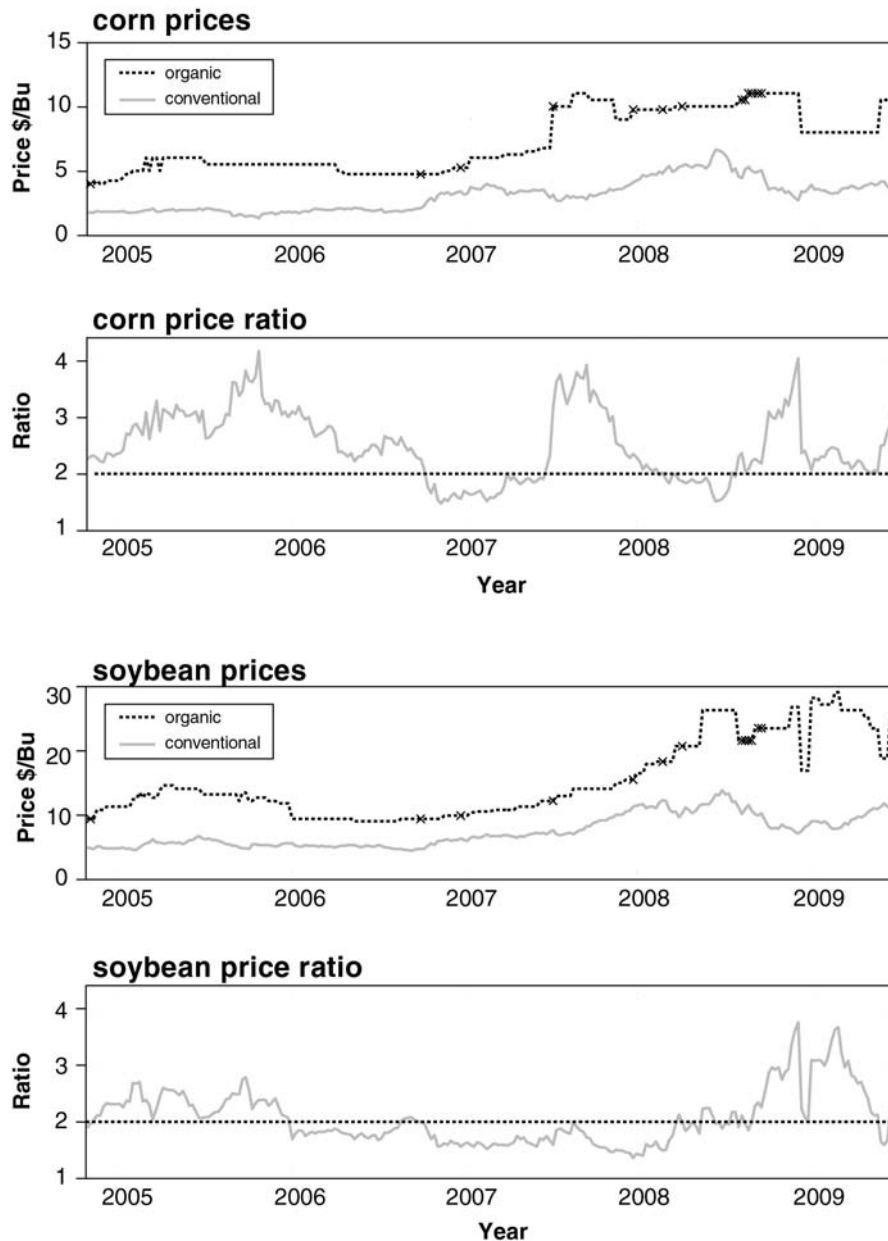 corn prices
15
10
5
0
Price $/Bu
organic
conventional
2005 2006 2007 2008 2009
corn price ratio
4
3
2
1
Ratio
2005 2006 2007 2008 2009
Year
soybean prices
30
20
10
0
Price $/Bu
organic
conventional
2005 2006 2007 2008 2009
soybean price ratio
4
3
2
1
Ratio
2005 2006 2007 2008 2009
Year